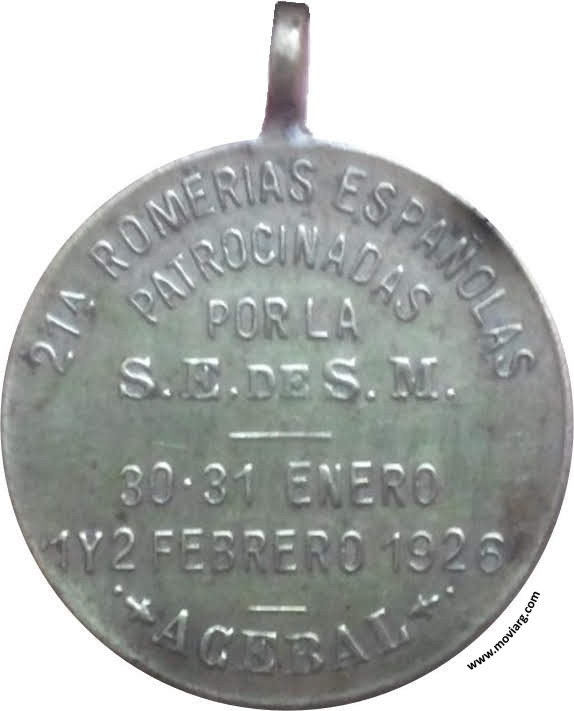 21ª ROMERIAS ESPAÑOLAS
PATROCINADAS
POR LA
S.E. DE S.M.
30·31 ENERO
1 Y 2 FEBRERO 1926
ACEBAL
www.moviarg.com